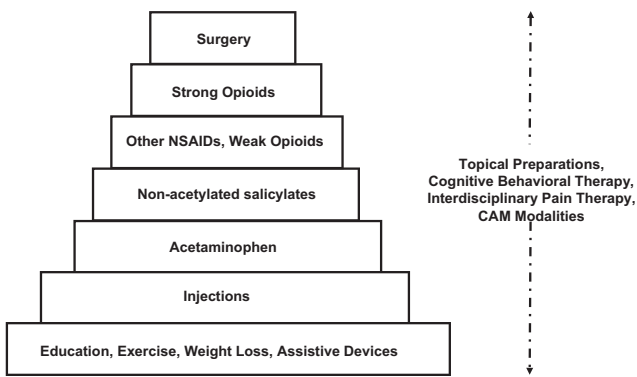 Surgery
Strong Opioids
Other NSAIDs, Weak Opioids
Non-acetylated salicylates
Acetaminophen
Injections
Education, Exercise, Weight Loss, Assistive Devices
Topical Preparations,
Cognitive Behavioral Therapy,
Interdisciplinary Pain Therapy,
CAM Modalities